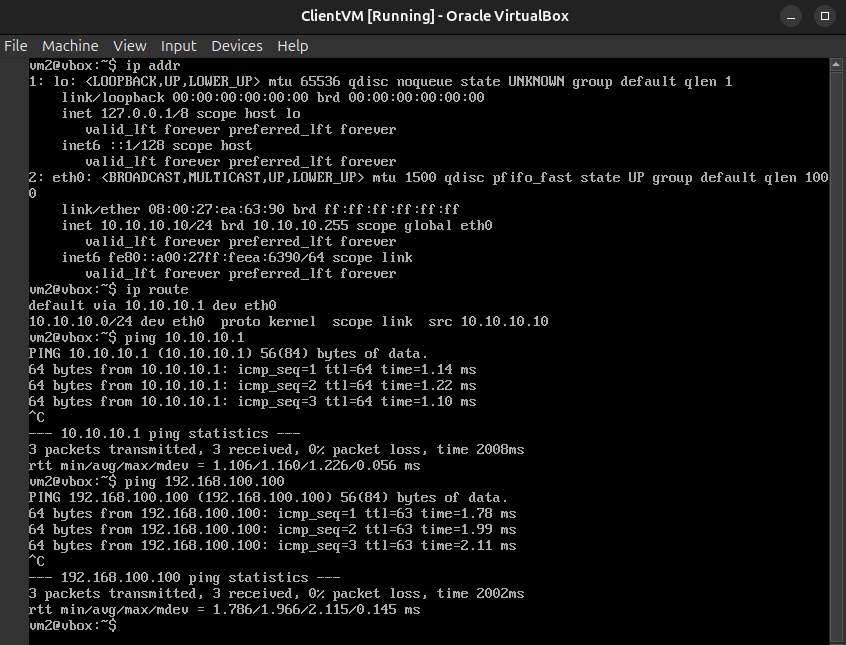 ClientVM [Running] - Oracle VirtualBox
File Machine View Input Devices Help
vm2@vbox:~$ ip addr
1: lo: <LOOPBACK,UP,LOWER_UP> mtu 65536 qdisc noqueue state UNKNOWN group default qlen 1
    link/loopback 00:00:00:00:00:00 brd 00:00:00:00:00:00
    inet 127.0.0.1/8 scope host lo
       valid_lft forever preferred_lft forever
    inet6 ::1/128 scope host
       valid_lft forever preferred_lft forever
2: eth0: <BROADCAST,MULTICAST,UP,LOWER_UP> mtu 1500 qdisc pfifo_fast state UP group default qlen 100
0
    link/ether 08:00:27:ea:63:90 brd ff:ff:ff:ff:ff:ff
    inet 10.10.10.10/24 brd 10.10.10.255 scope global eth0
       valid_lft forever preferred_lft forever
    inet6 fe80::a00:27ff:feea:6390/64 scope link
       valid_lft forever preferred_lft forever
vm2@vbox:~$ ip route
default via 10.10.10.1 dev eth0
10.10.10.0/24 dev eth0  proto kernel  scope link  src 10.10.10.10
vm2@vbox:~$ ping 10.10.10.1
PING 10.10.10.1 (10.10.10.1) 56(84) bytes of data.
64 bytes from 10.10.10.1: icmp_seq=1 ttl=64 time=1.14 ms
64 bytes from 10.10.10.1: icmp_seq=2 ttl=64 time=1.22 ms
64 bytes from 10.10.10.1: icmp_seq=3 ttl=64 time=1.10 ms
^C
--- 10.10.10.1 ping statistics ---
3 packets transmitted, 3 received, 0% packet loss, time 2008ms
rtt min/avg/max/mdev = 1.106/1.160/1.226/0.056 ms
vm2@vbox:~$ ping 192.168.100.100
PING 192.168.100.100 (192.168.100.100) 56(84) bytes of data.
64 bytes from 192.168.100.100: icmp_seq=1 ttl=63 time=1.78 ms
64 bytes from 192.168.100.100: icmp_seq=2 ttl=63 time=1.99 ms
64 bytes from 192.168.100.100: icmp_seq=3 ttl=63 time=2.11 ms
^C
--- 192.168.100.100 ping statistics ---
3 packets transmitted, 3 received, 0% packet loss, time 2002ms
rtt min/avg/max/mdev = 1.786/1.966/2.115/0.145 ms
vm2@vbox:~$